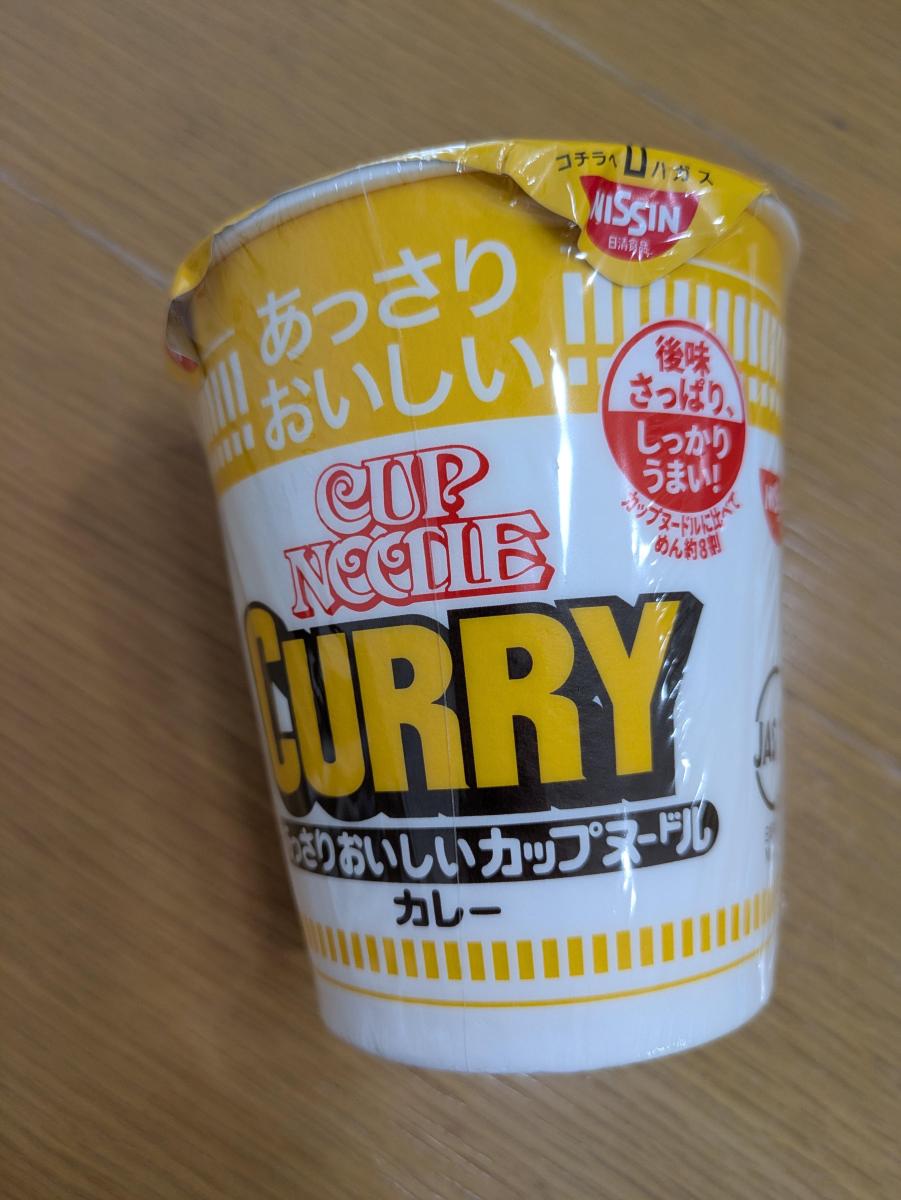 コチラヘロハガス
NISSIN
日清食品
あっさり
おいしい
後味
さっぱり、
しっかり
うまい!
カップヌードルに比べて
めん約8割
CUP
NOODLE
CURRY
あっさりおいしいカップヌードル
カレー
JAS